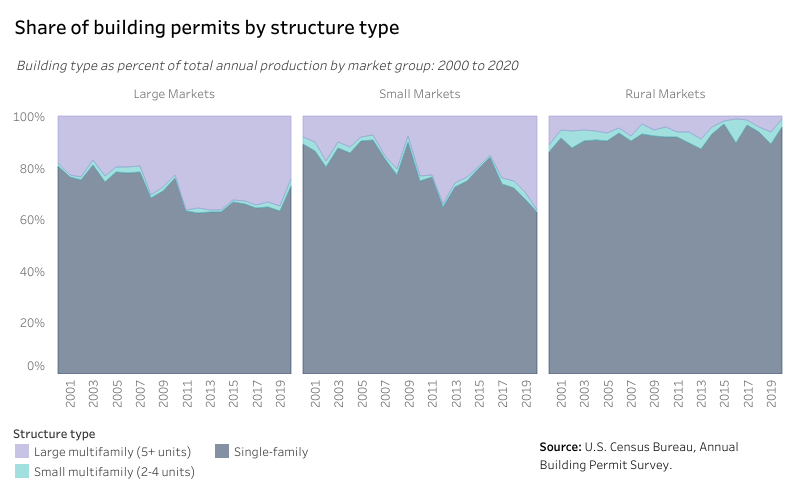 Share of building permits by structure type
Building type as percent of total annual production by market group: 2000 to 2020
Large Markets Small Markets Rural Markets
100%
80%
60%
40%
20%
0%
2001 2003 2005 2007 2009 2011 2013 2015 2017 2019 2001 2003 2005 2007 2009 2011 2013 2015 2017 2019 2001 2003 2005 2007 2009 2011 2013 2015 2017 2019
Structure type
Large multifamily (5+ units) Single-family
Small multifamily (2-4 units)
Source: U.S. Census Bureau, Annual
Building Permit Survey.